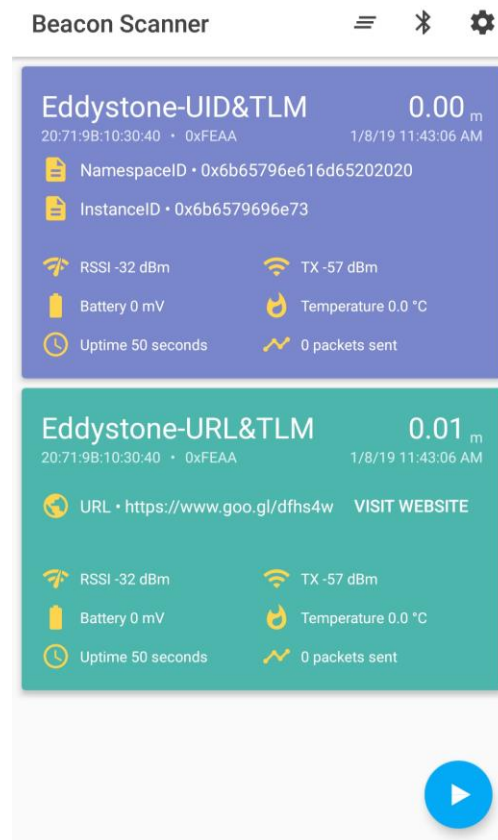 Beacon Scanner
Eddystone-UID&TLM 0.00 m
20:71:9B:10:30:40 • 0xFEAA 1/8/19 11:43:06 AM
NamespaceID • 0x6b65796e616d65202020
InstanceID • 0x6b6579696e73
RSSI -32 dBm TX -57 dBm
Battery 0 mV Temperature 0.0 °C
Uptime 50 seconds 0 packets sent
Eddystone-URL&TLM 0.01 m
20:71:9B:10:30:40 • 0xFEAA 1/8/19 11:43:06 AM
URL • https://www.goo.gl/dfhs4w VISIT WEBSITE
RSSI -32 dBm TX -57 dBm
Battery 0 mV Temperature 0.0 °C
Uptime 50 seconds 0 packets sent